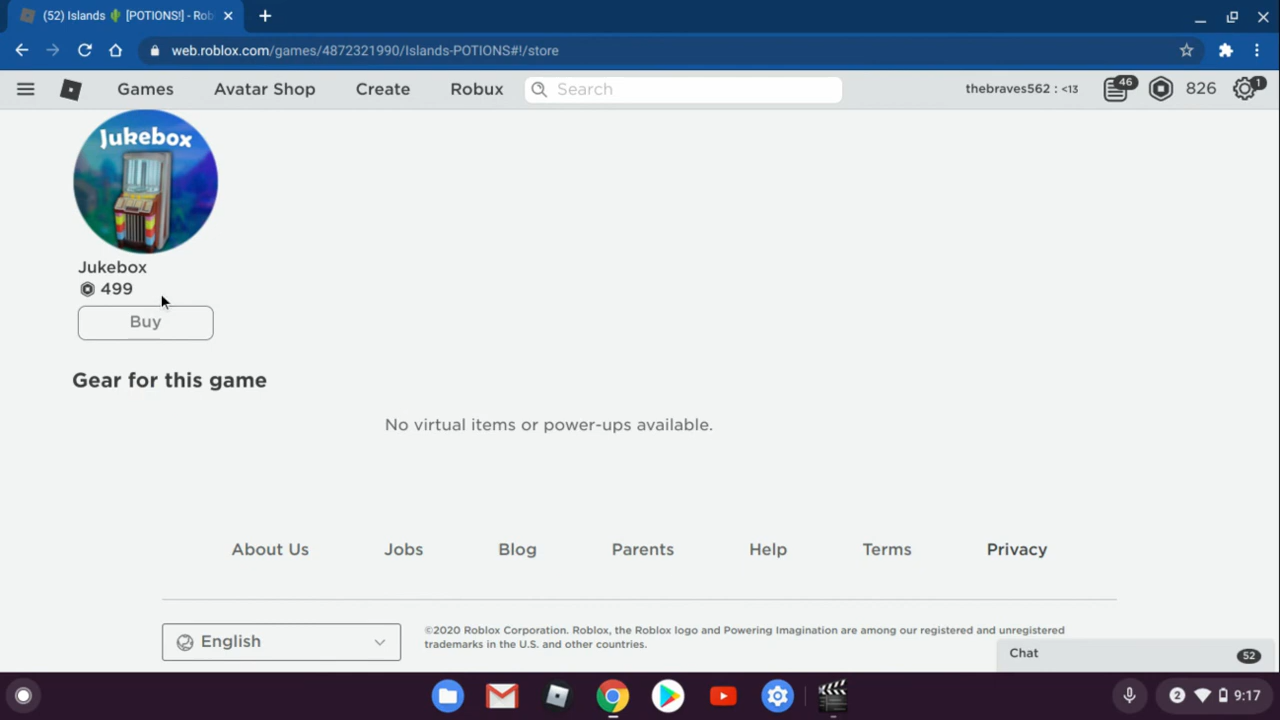 (52) Islands 🌵 [POTIONS!] - Rob
web.roblox.com/games/4872321990/Islands-POTIONS#!/store
Games Avatar Shop Create Robux Search thebraves562 : <13 46 826 1
Jukebox
Jukebox
499
Buy
Gear for this game
No virtual items or power-ups available.
About Us Jobs Blog Parents Help Terms Privacy
English
©2020 Roblox Corporation. Roblox, the Roblox logo and Powering Imagination are among our registered and unregistered
trademarks in the U.S. and other countries.
Chat 52
2 9:17